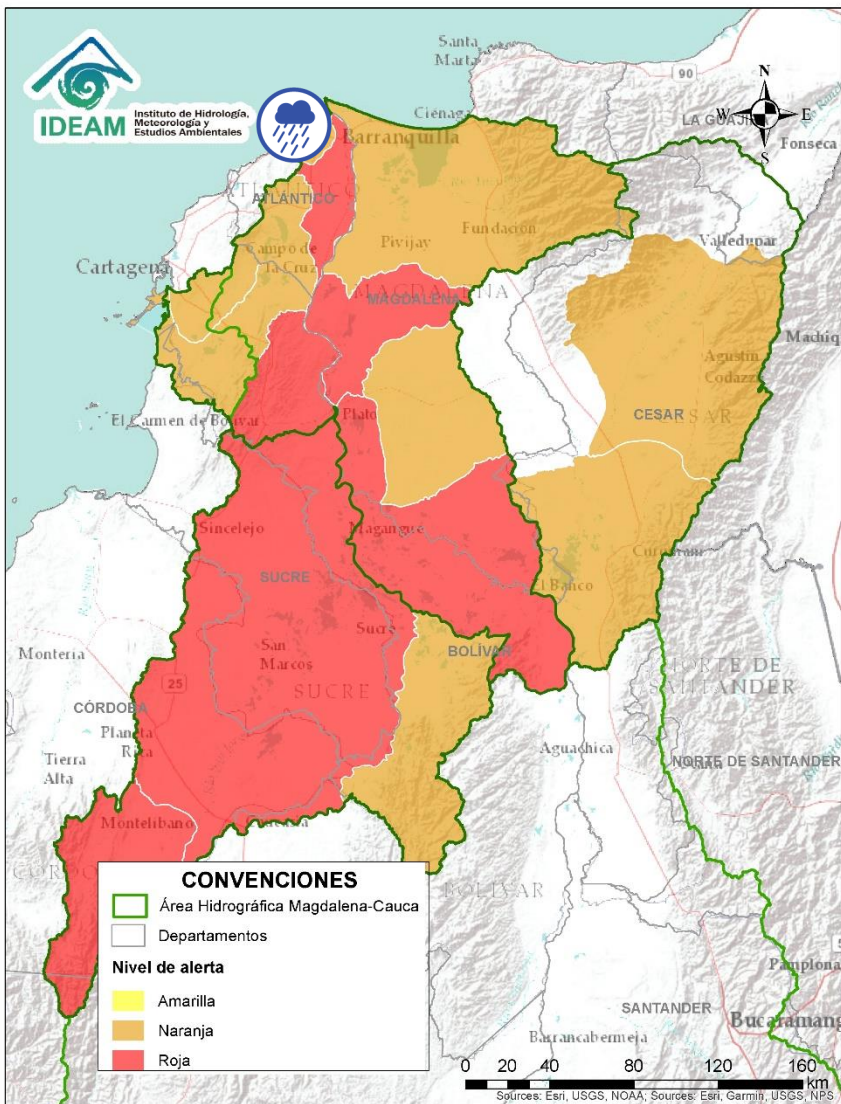 Santa
Marta
90
N
W
E
S
Ciénaga
LA GUAJIRA
Fonseca
IDEAM
Instituto de Hidrología,
Meteorología y
Estudios Ambientales
Barranquilla
ATLÁNTICO
Valledupar
Fundación
Pivijay
Campo de
la Cruz
Cartagena
MAGDALENA
Machiq
Agustín
Codazzi
El Carmen de Bolívar
Plato
CESAR
Sincelejo
Magangué
SUCRE
El Banco
Sucre
San
Marcos
BOLÍVAR
SUCRE
Montería
25
CÓRDOBA
Planeta
Rica
Tierra
Alta
NORTE DE
SANTANDER
Aguachica
NORTE DE SANTANDER
Montelíbano
BOLÍVAR
CONVENCIONES
Área Hidrográfica Magdalena-Cauca
Departamentos
Nivel de alerta
Amarilla
Naranja
Roja
Pamplona
SANTANDER
Bucaramang
Barrancabermeja
0 20 40 80 120 160
km
Sources: Esri, USGS, NOAA; Sources: Esri, Garmin, USGS, NPS